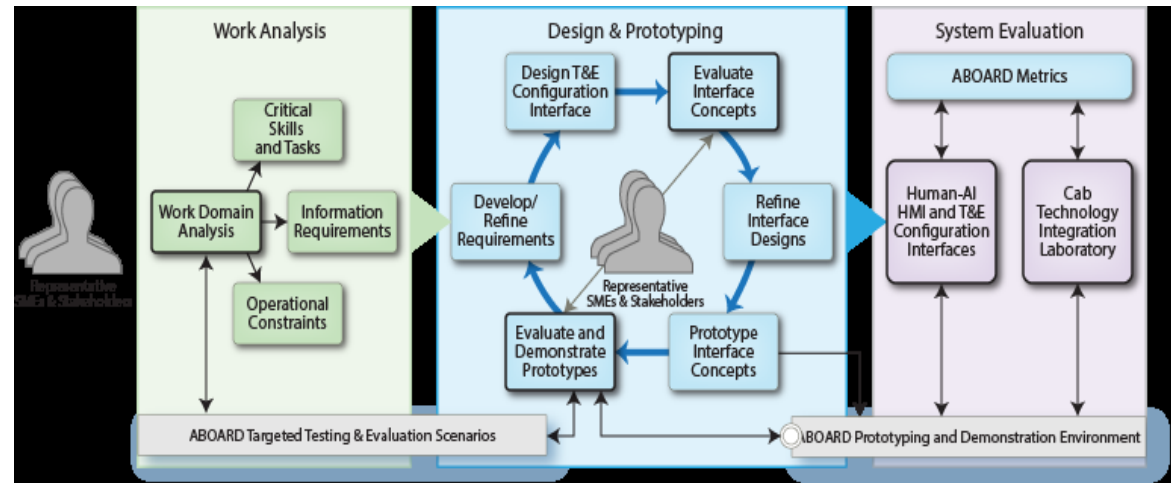 Work Analysis
Critical
Skills
and Tasks
Work Domain
Analysis
Information
Requirements
Operational
Constraints
Representative
SMEs & Stakeholders
Design & Prototyping
Design T&E
Configuration
Interface
Evaluate
Interface
Concepts
Develop/
Refine
Requirements
Refine
Interface
Designs
Representative
SMEs & Stakeholders
Evaluate and
Demonstrate
Prototypes
Prototype
Interface
Concepts
System Evaluation
ABOARD Metrics
Human-AI
HMI and T&E
Configuration
Interfaces
Cab
Technology
Integration
Laboratory
ABOARD Targeted Testing & Evaluation Scenarios
ABOARD Prototyping and Demonstration Environment